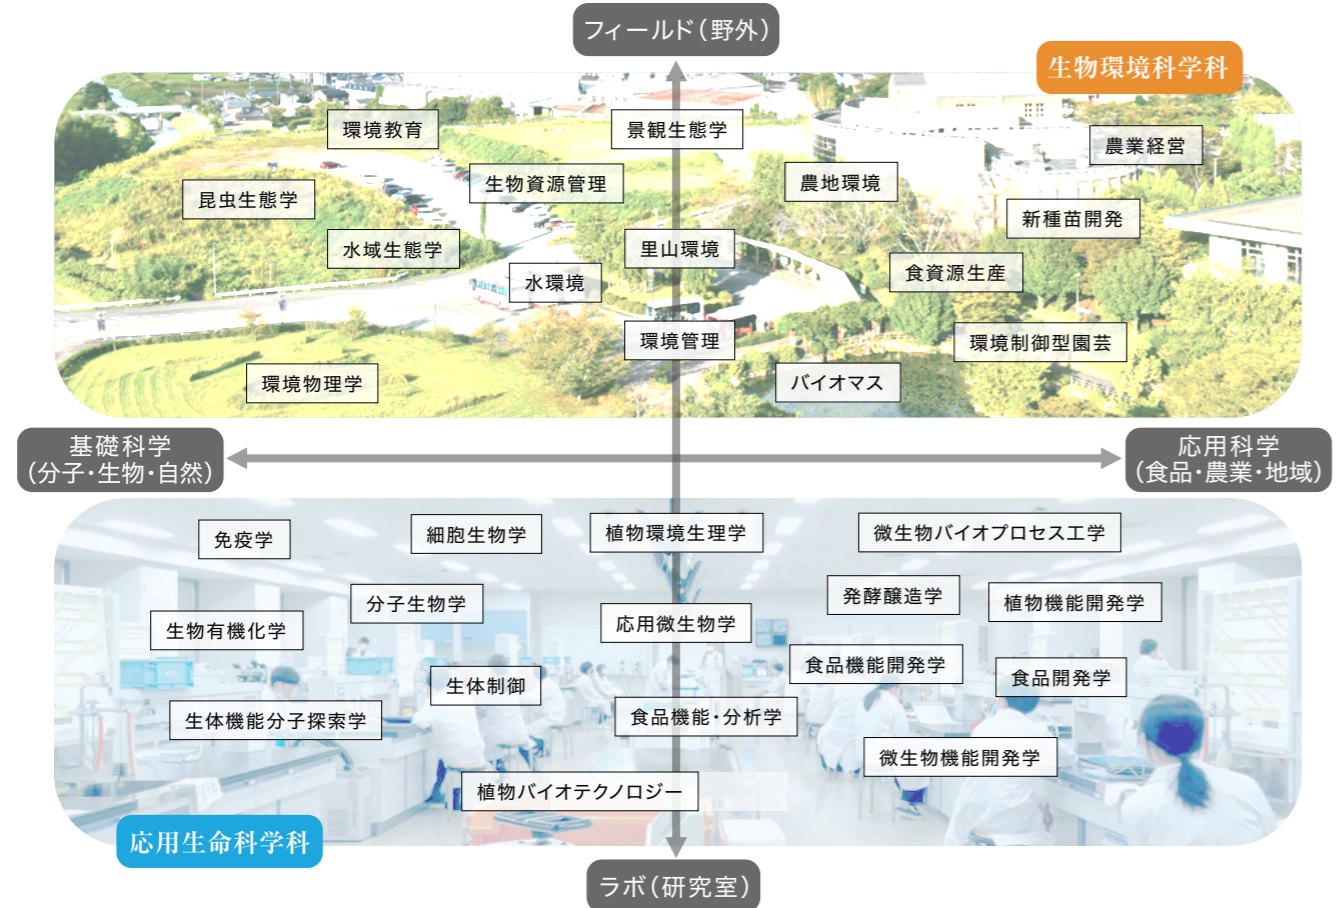 フィールド（野外）
生物環境科学科
環境教育
景観生態学
農業経営
生物資源管理
農地環境
昆虫生態学
新種苗開発
水域生態学
里山環境
食資源生産
水環境
環境管理
環境制御型園芸
環境物理学
バイオマス
基礎科学
（分子・生物・自然）
応用科学
（食品・農業・地域）
免疫学
細胞生物学
植物環境生理学
微生物バイオプロセス工学
分子生物学
発酵醸造学
植物機能開発学
生物有機化学
応用微生物学
食品機能開発学
食品開発学
生体制御
生体機能分子探索学
食品機能・分析学
微生物機能開発学
植物バイオテクノロジー
応用生命科学科
ラボ（研究室）